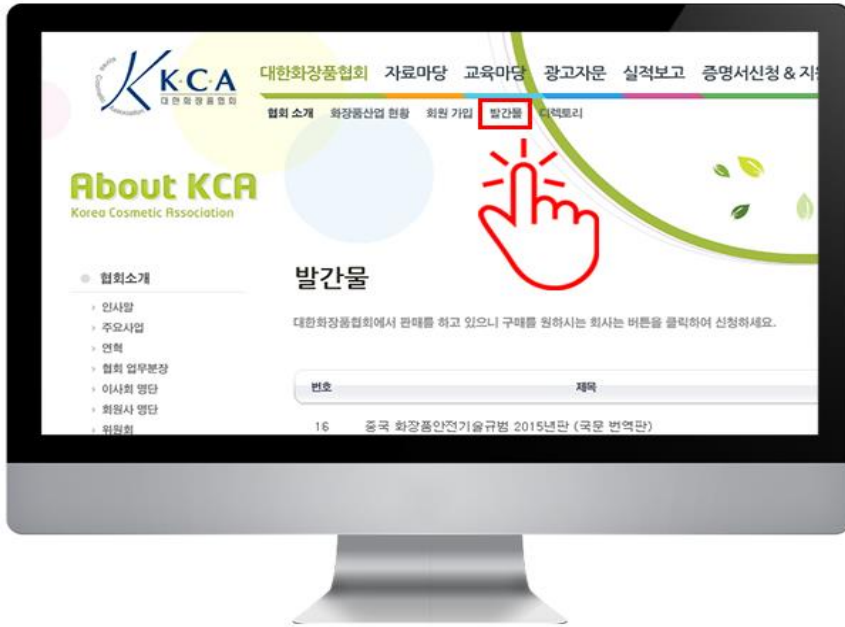 K·C·A
대한화장품협회
대한화장품협회 자료마당 교육마당 광고자문 실적보고 증명서신청 & 지원
협회 소개 화장품산업 현황 회원 가입 발간물 디렉토리
About KCA
Korea Cosmetic Association
협회소개
인사말
주요사업
연혁
협회 업무분장
이사회 명단
회원사 명단
위원회
발간물
대한화장품협회에서 판매를 하고 있으니 구매를 원하시는 회사는 버튼을 클릭하여 신청하세요.
번호 제목
16 중국 화장품안전기술규범 2015년판 (국문 번역판)